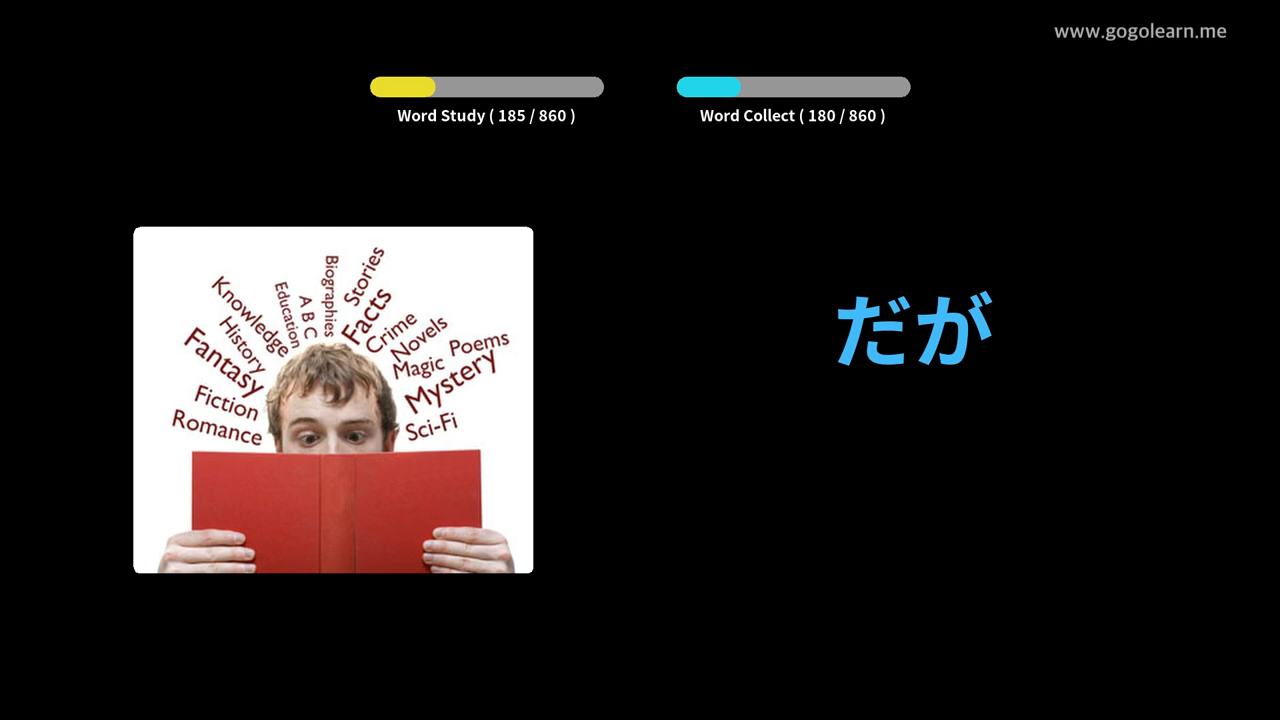 www.gogolearn.me
Word Study ( 185 / 860 )
Word Collect ( 180 / 860 )
Knowledge
History
Fantasy
Fiction
Romance
Education
A B C
Biographies
Stories
Facts
Crime
Novels
Magic
Poems
Mystery
Sci-Fi
だが